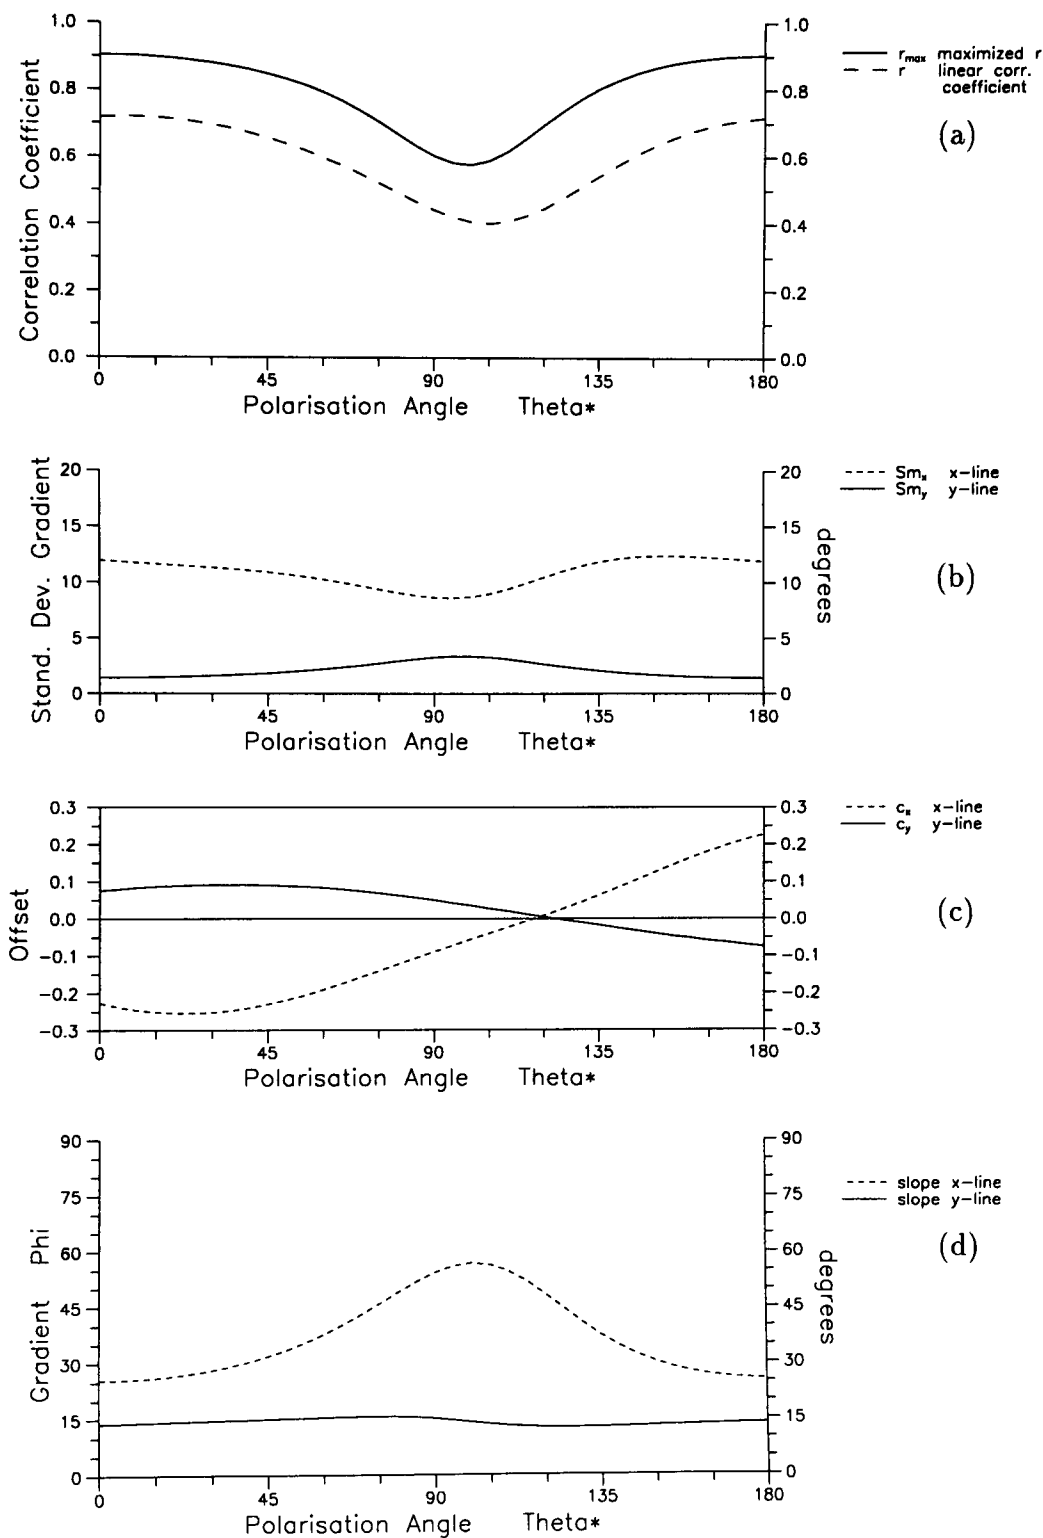 1.0
0.8
0.6
0.4
0.2
0.0
Correlation Coefficient
0 45 90 135 180
Polarisation Angle Theta*
1.0
0.8
0.6
0.4
0.2
0.0
r_max maximized r
r linear corr.
coefficient
(a)
20
15
10
5
0
Stand. Dev. Gradient
0 45 90 135 180
Polarisation Angle Theta*
20
15
10
5
0
degrees
Sm_x x-line
Sm_y y-line
(b)
0.3
0.2
0.1
0.0
-0.1
-0.2
-0.3
Offset
0 45 90 135 180
Polarisation Angle Theta*
0.3
0.2
0.1
0.0
-0.1
-0.2
-0.3
c_x x-line
c_y y-line
(c)
90
75
60
45
30
15
0
Gradient Phi
0 45 90 135 180
Polarisation Angle Theta*
90
75
60
45
30
15
0
degrees
slope x-line
slope y-line
(d)